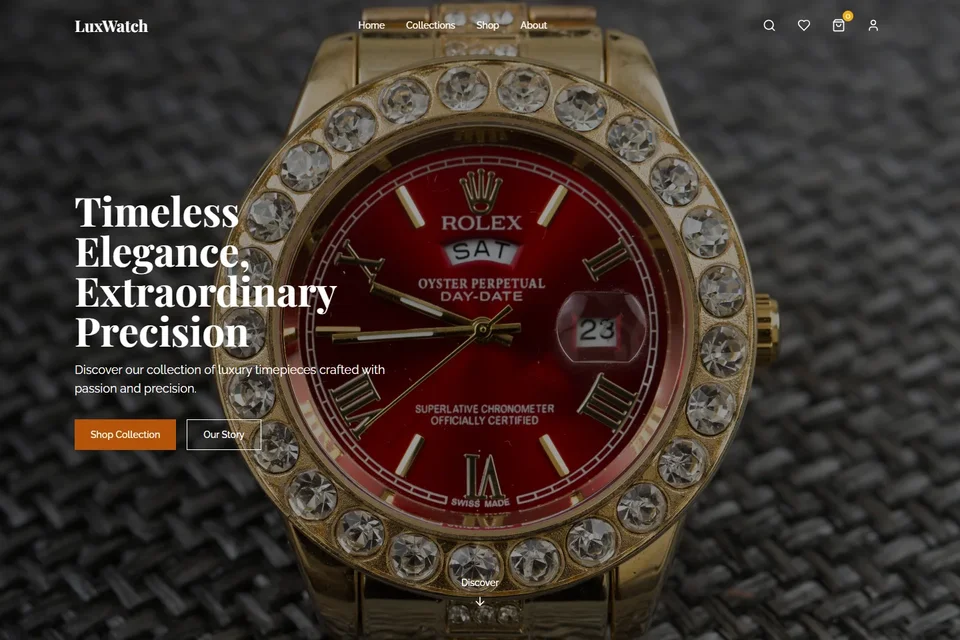 LuxWatch
Home
Collections
Shop
About
0
Timeless
Elegance,
Extraordinary
Precision
Discover our collection of luxury timepieces crafted with
passion and precision.
Shop Collection
Our Story
ROLEX
SAT
OYSTER PERPETUAL
DAY-DATE
23
SUPERLATIVE CHRONOMETER
OFFICIALLY CERTIFIED
SWISS MADE
Discover